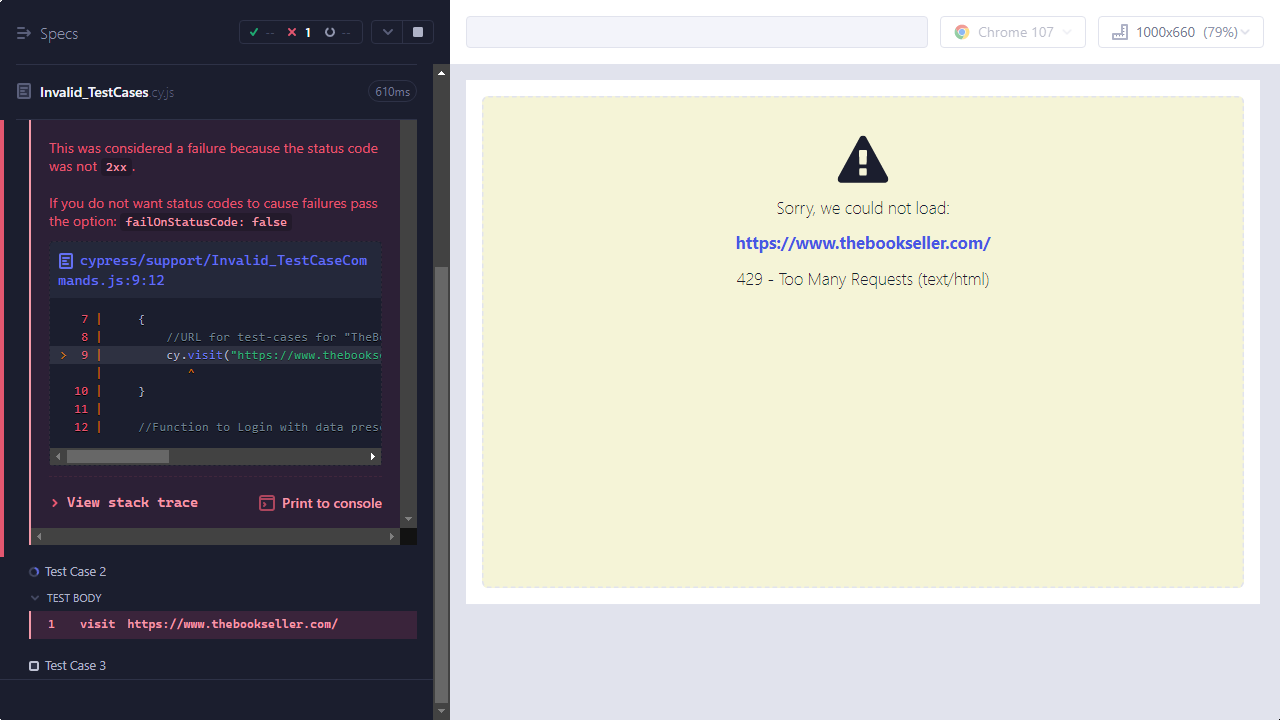 Specs
-- 1 --
Chrome 107
1000x660 (79%)
Invalid_TestCases.cy.js
610ms
This was considered a failure because the status code
was not 2xx .
If you do not want status codes to cause failures pass
the option: failOnStatusCode: false
cypress/support/Invalid_TestCaseCom
mands.js:9:12
7 | {
8 | //URL for test-cases for "TheBo
> 9 | cy.visit("https://www.thebookse
| ^
10 | }
11 |
12 | //Function to Login with data prese
View stack trace
Print to console
Test Case 2
TEST BODY
1 visit https://www.thebookseller.com/
Test Case 3
Sorry, we could not load:
https://www.thebookseller.com/
429 - Too Many Requests (text/html)